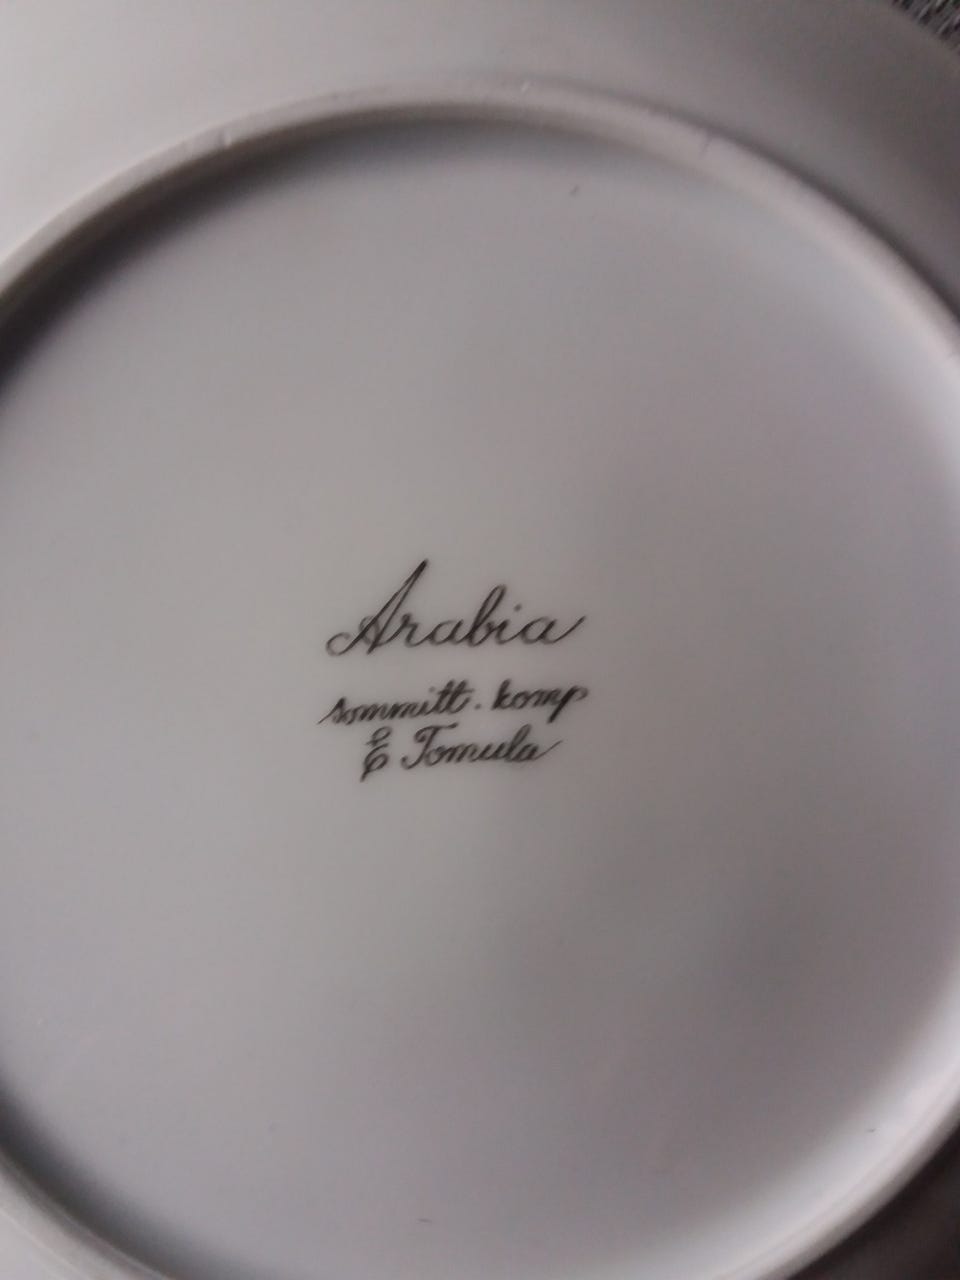 Arabia
sommitt. komp
E Tomula